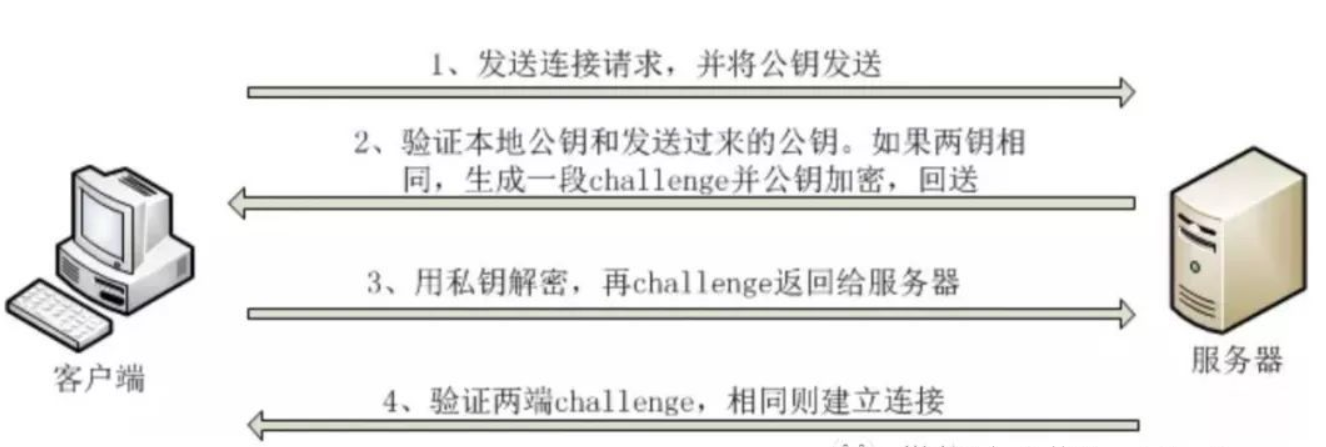 1、发送连接请求，并将公钥发送
2、验证本地公钥和发送过来的公钥。如果两钥相
同，生成一段challenge并公钥加密，回送
3、用私钥解密，再challenge返回给服务器
客户端
服务器
4、验证两端challenge，相同则建立连接